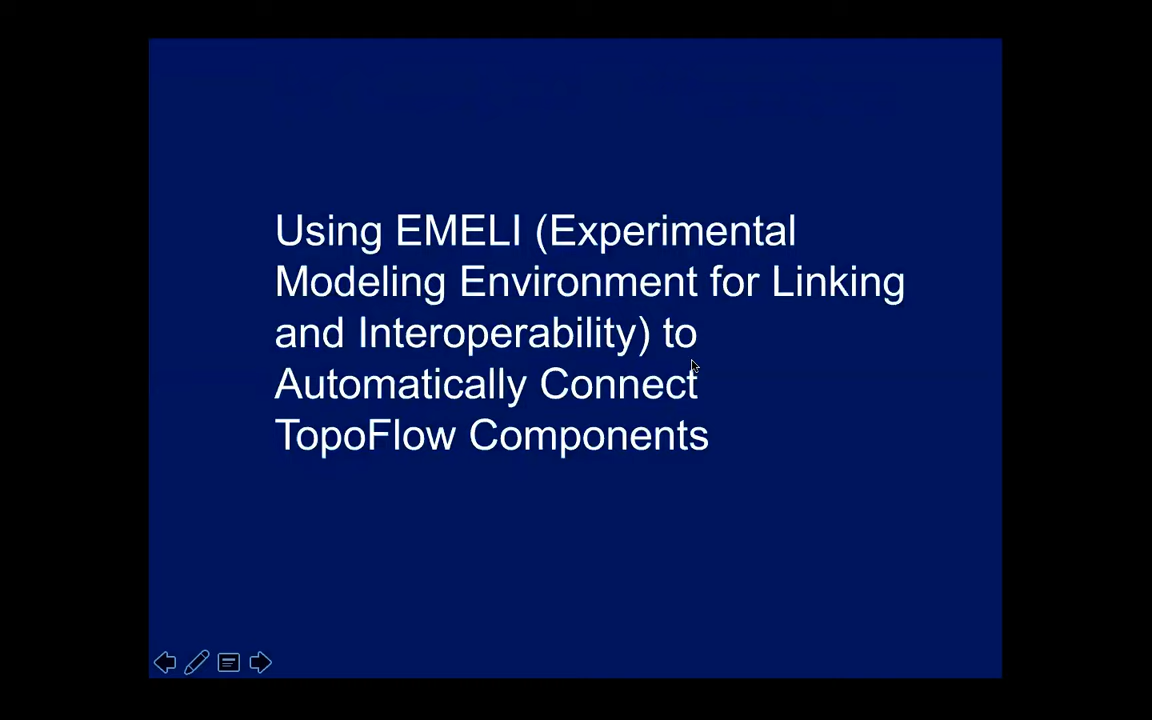 Using EMELI (Experimental
Modeling Environment for Linking
and Interoperability) to
Automatically Connect
TopoFlow Components